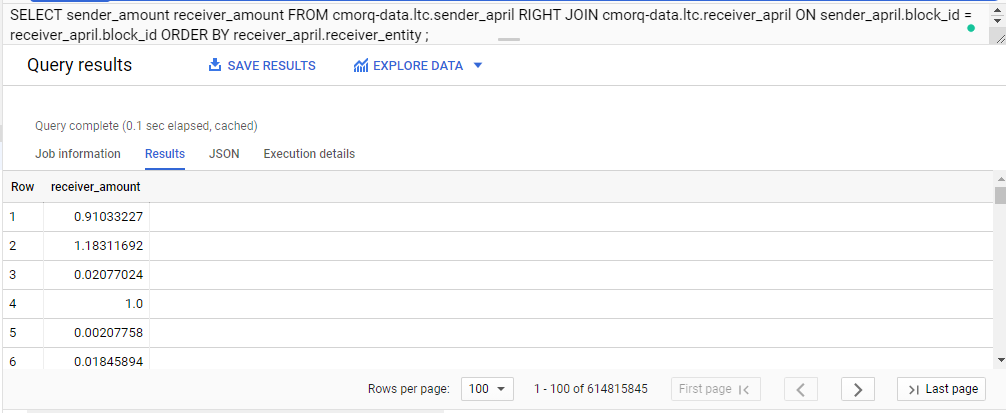 SELECT sender_amount receiver_amount FROM cmorq-data.ltc.sender_april RIGHT JOIN cmorq-data.ltc.receiver_april ON sender_april.block_id =
receiver_april.block_id ORDER BY receiver_april.receiver_entity ;
Query results SAVE RESULTS EXPLORE DATA
Query complete (0.1 sec elapsed, cached)
Job information Results JSON Execution details
Row receiver_amount
1 0.91033227
2 1.18311692
3 0.02077024
4 1.0
5 0.00207758
6 0.01845894
Rows per page: 100 1 - 100 of 614815845 First page Last page